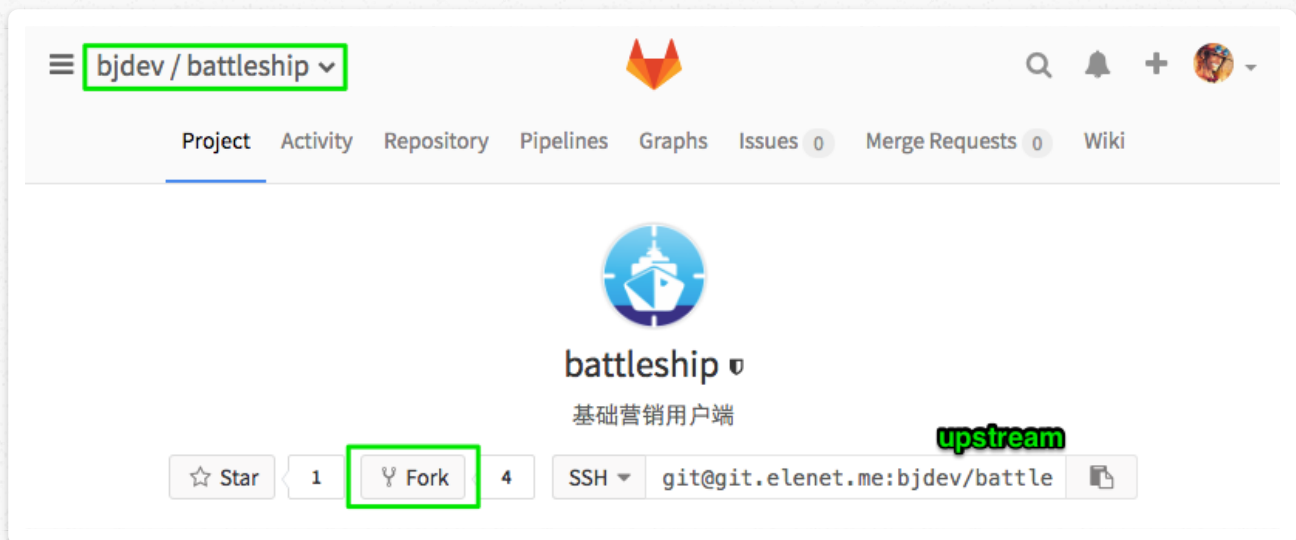 bjdev / battleship
Project Activity Repository Pipelines Graphs Issues 0 Merge Requests 0 Wiki
battleship
基础营销用户端
upstream
Star 1 Fork 4 SSH git@git.elenet.me:bjdev/battle